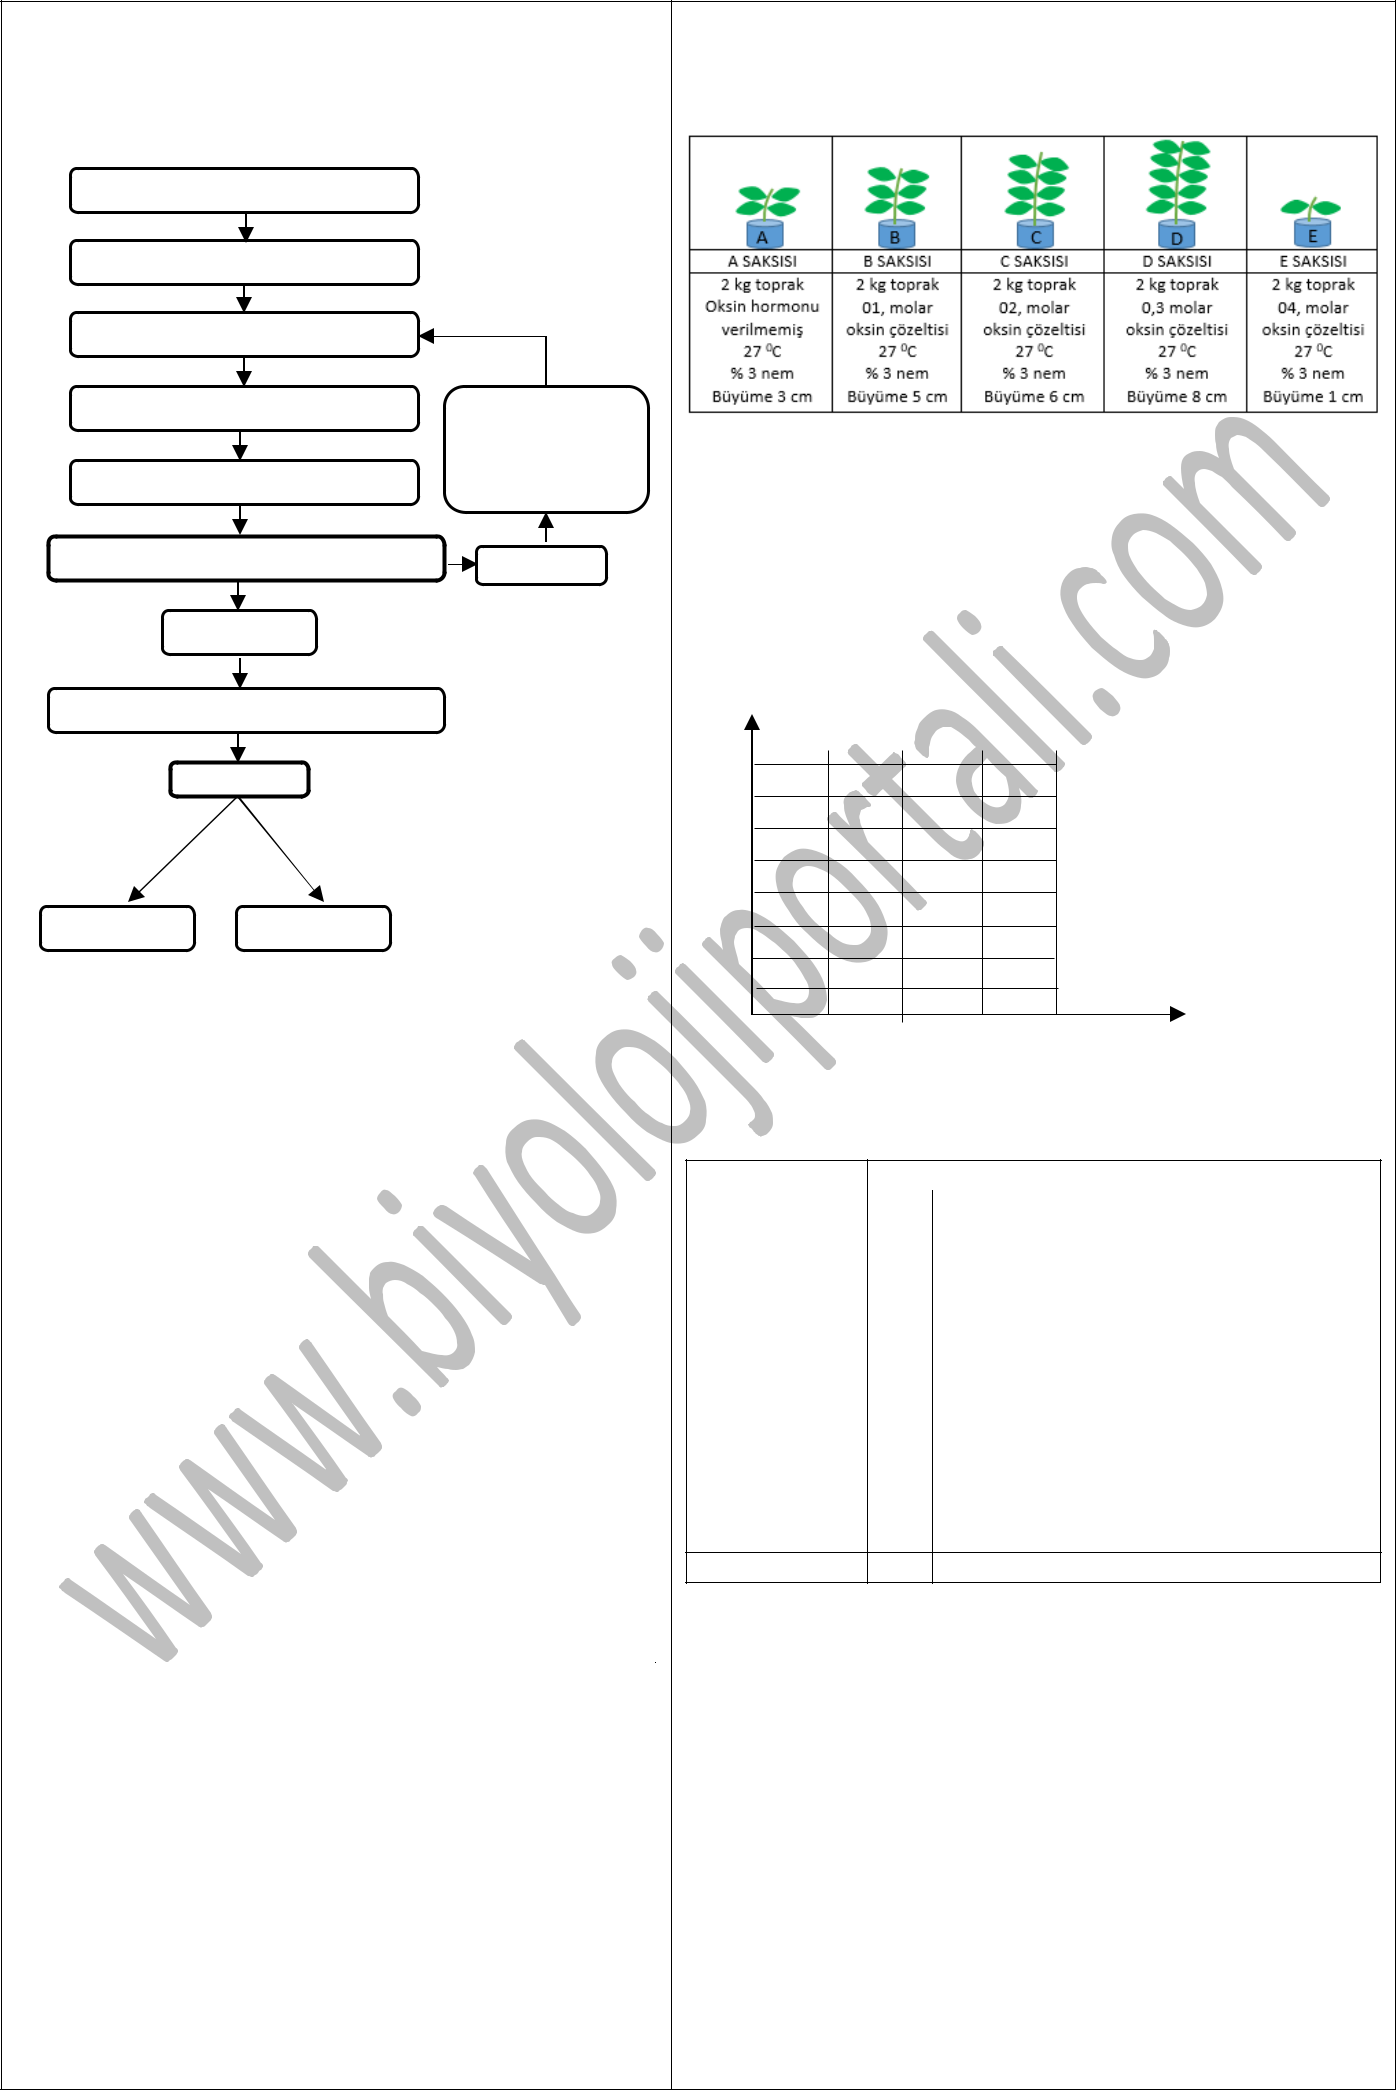 A
B
C
D
E
A SAKSISI
B SAKSISI
C SAKSISI
D SAKSISI
E SAKSISI
2 kg toprak
Oksin hormonu
verilmemiş
27 ⁰C
% 3 nem
Büyüme 3 cm
2 kg toprak
01, molar
oksin çözeltisi
27 ⁰C
% 3 nem
Büyüme 5 cm
2 kg toprak
02, molar
oksin çözeltisi
27 ⁰C
% 3 nem
Büyüme 6 cm
2 kg toprak
0,3 molar
oksin çözeltisi
27 ⁰C
% 3 nem
Büyüme 8 cm
2 kg toprak
04, molar
oksin çözeltisi
27 ⁰C
% 3 nem
Büyüme 1 cm
www.biyolojiportali.com